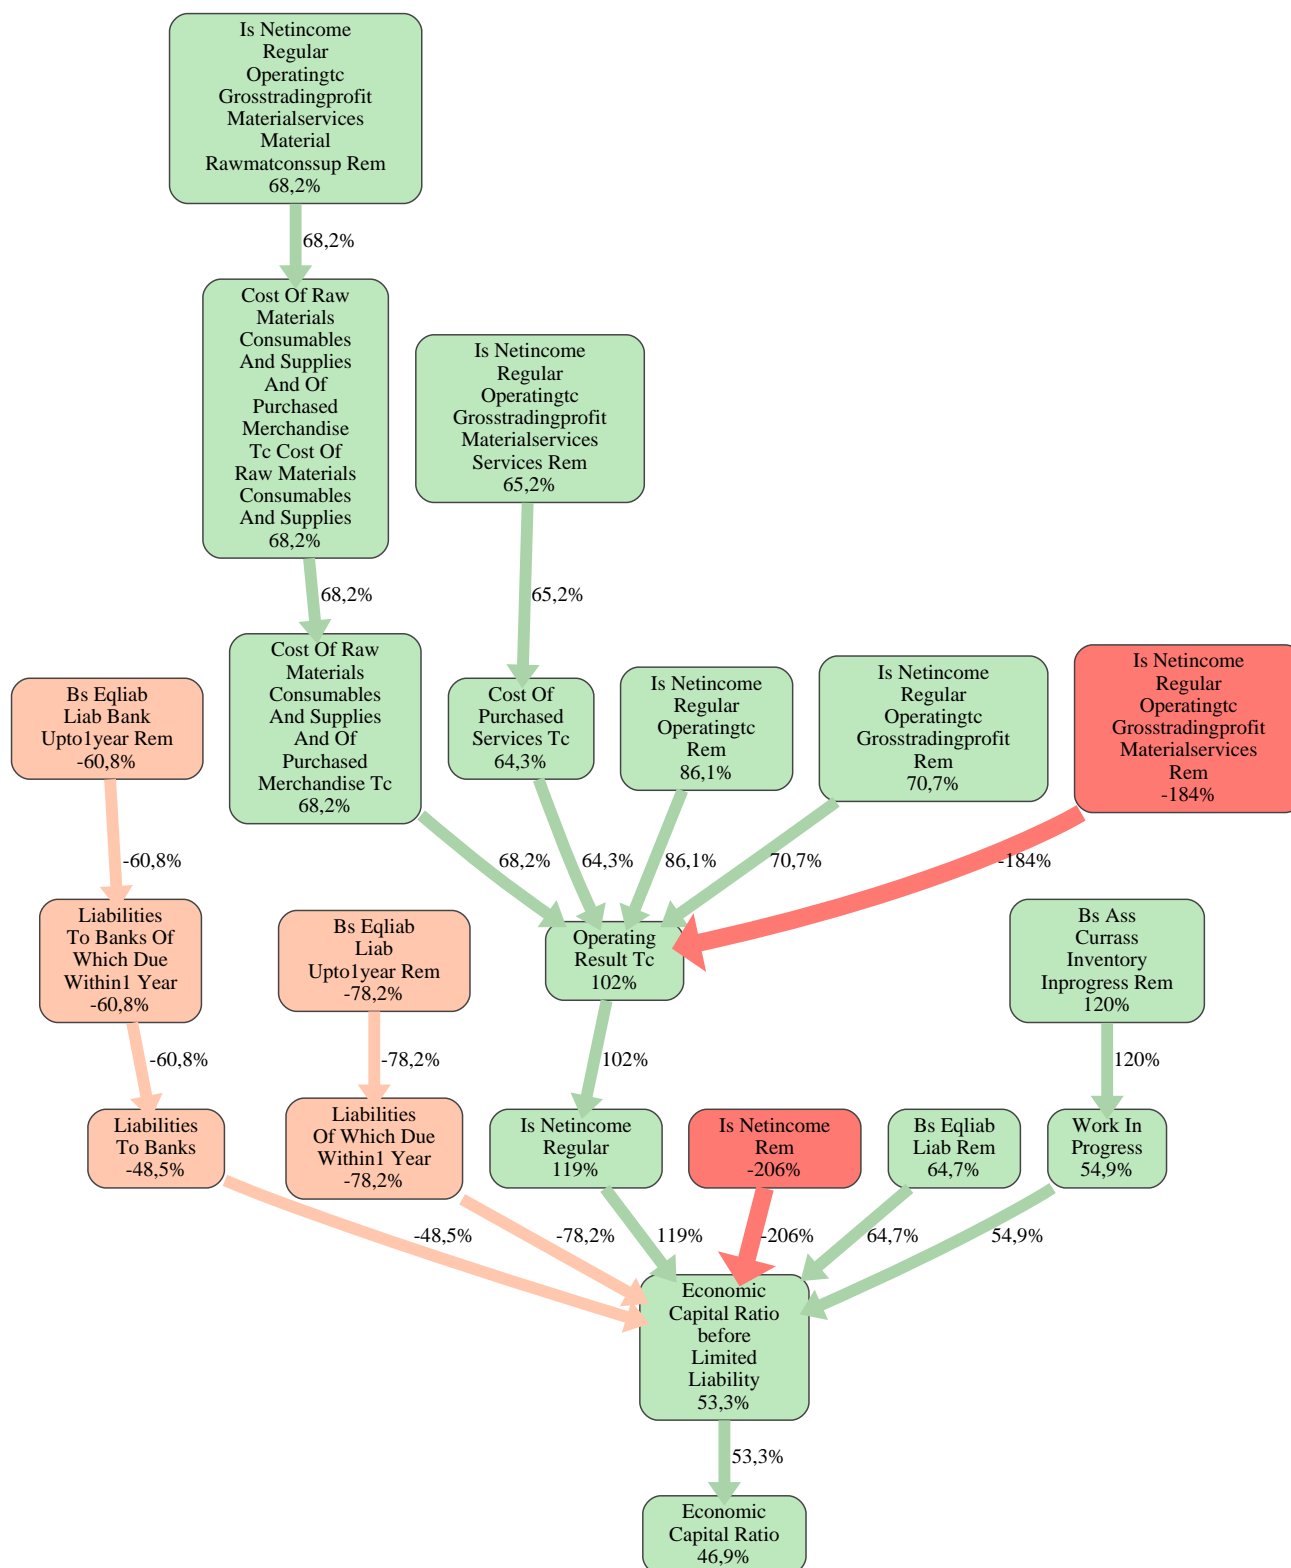 Is Netincome
Regular
Operatingtc
Grosstradingprofit
Materialservices
Material
Rawmatconssup Rem
68,2%
68,2%
Cost Of Raw
Materials
Consumables
And Supplies
And Of
Purchased
Merchandise
Tc Cost Of
Raw Materials
Consumables
And Supplies
68,2%
Is Netincome
Regular
Operatingtc
Grosstradingprofit
Materialservices
Services Rem
65,2%
68,2%
65,2%
Bs Eqliab
Liab Bank
Upto1year Rem
-60,8%
Cost Of Raw
Materials
Consumables
And Supplies
And Of
Purchased
Merchandise Tc
68,2%
Cost Of
Purchased
Services Tc
64,3%
Is Netincome
Regular
Operatingtc
Rem
86,1%
Is Netincome
Regular
Operatingtc
Grosstradingprofit
Rem
70,7%
Is Netincome
Regular
Operatingtc
Grosstradingprofit
Materialservices
Rem
-184%
-60,8%
68,2%
64,3%
86,1%
70,7%
-184%
Liabilities
To Banks Of
Which Due
Within1 Year
-60,8%
Bs Eqliab
Liab
Upto1year Rem
-78,2%
Operating
Result Tc
102%
Bs Ass
Currass
Inventory
Inprogress Rem
120%
-60,8%
-78,2%
102%
120%
Liabilities
To Banks
-48,5%
Liabilities
Of Which Due
Within1 Year
-78,2%
Is Netincome
Regular
119%
Is Netincome
Rem
-206%
Bs Eqliab
Liab Rem
64,7%
Work In
Progress
54,9%
-48,5%
-78,2%
119%
-206%
64,7%
54,9%
Economic
Capital Ratio
before
Limited
Liability
53,3%
53,3%
Economic
Capital Ratio
46,9%